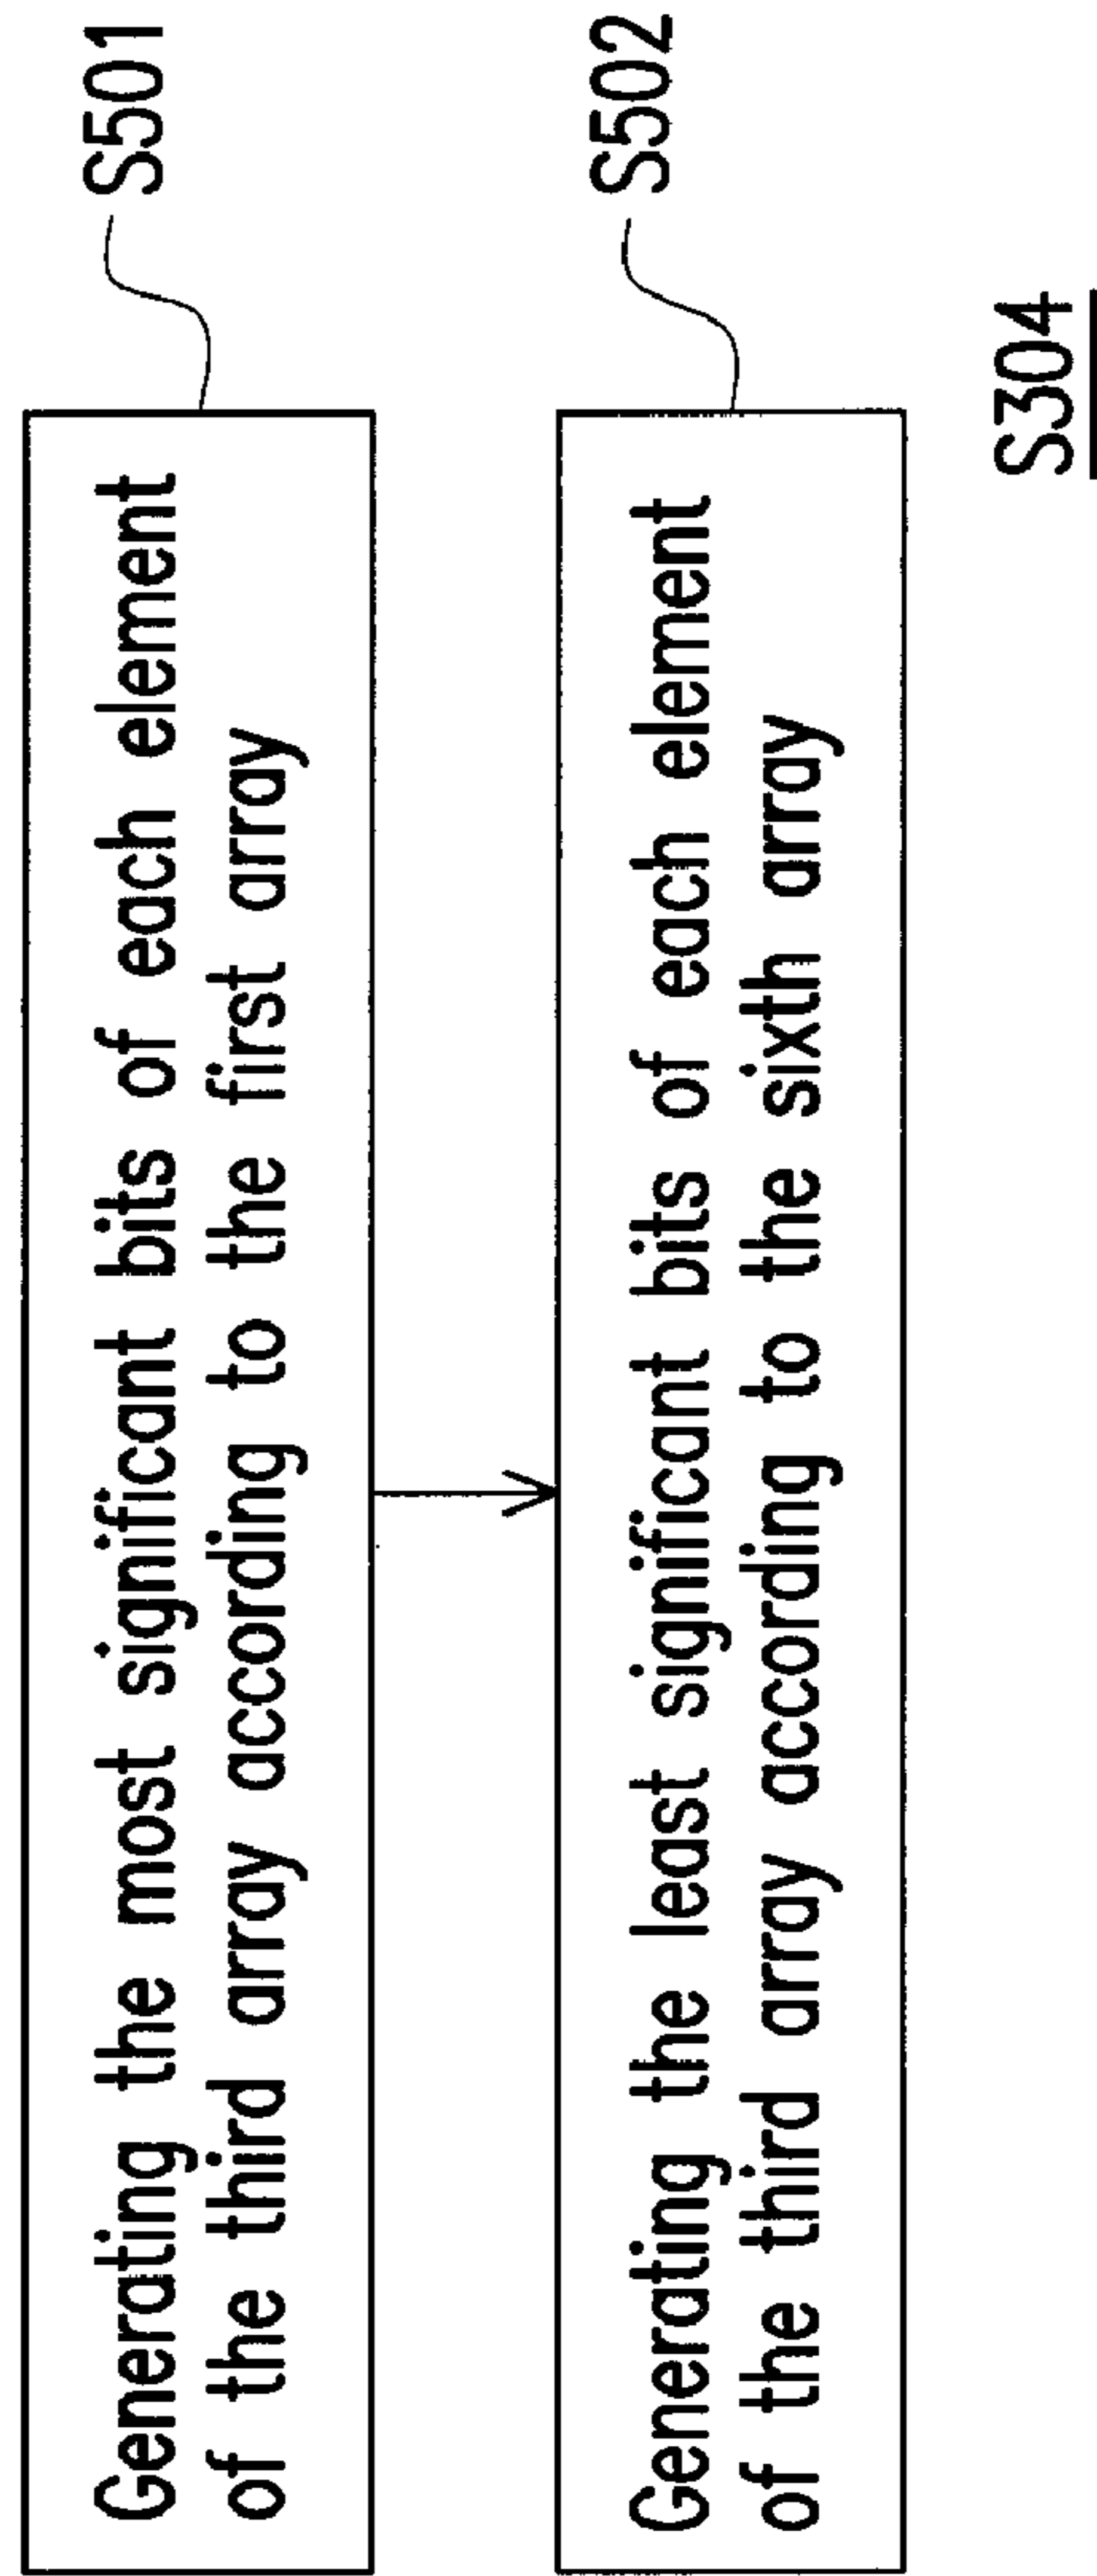 Generating the most significant bits of each element
of the third array according to the first array
S501
Generating the least significant bits of each element
of the third array according to the sixth array
S502
S304